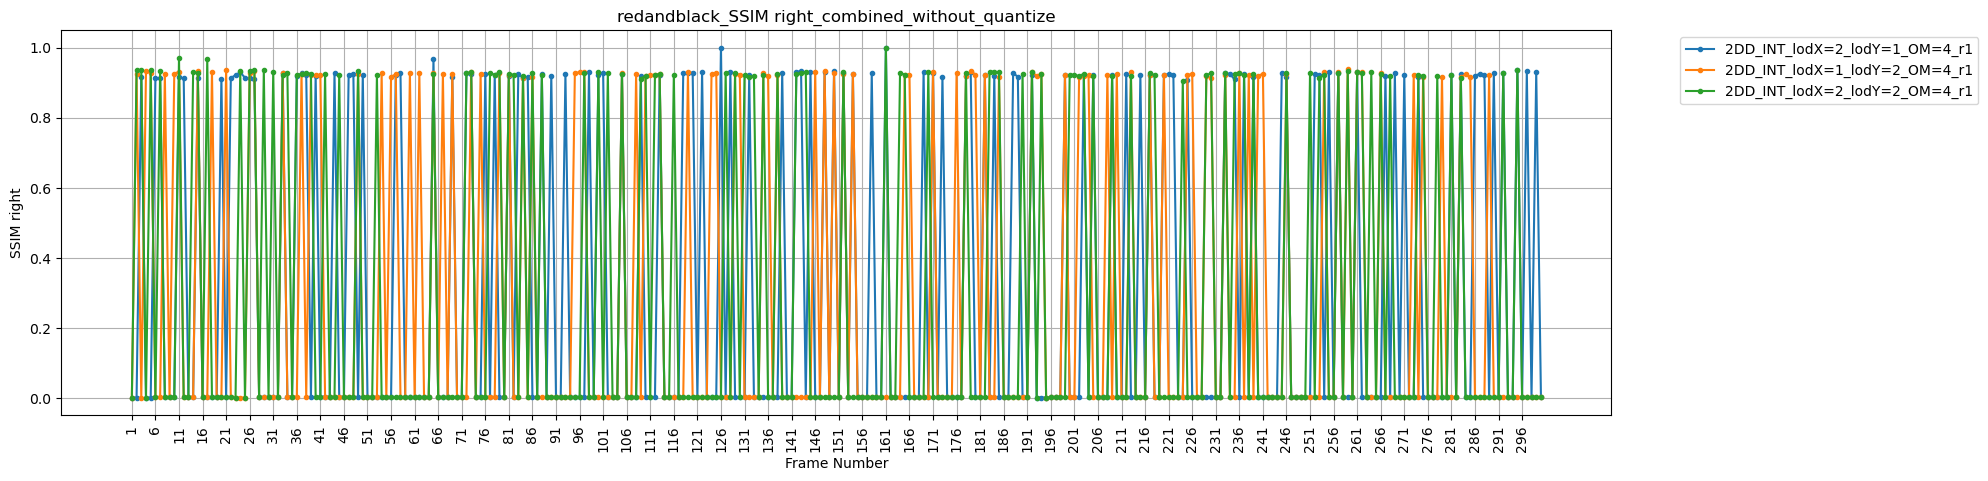 redandblack_SSIM right_combined_without_quantize
2DD_INT_lodX=2_lodY=1_OM=4_r1
2DD_INT_lodX=1_lodY=2_OM=4_r1
2DD_INT_lodX=2_lodY=2_OM=4_r1
SSIM right
1.0
0.8
0.6
0.4
0.2
0.0
1 6 11 16 21 26 31 36 41 46 51 56 61 66 71 76 81 86 91 96 101 106 111 116 121 126 131 136 141 146 151 156 161 166 171 176 181 186 191 196 201 206 211 216 221 226 231 236 241 246 251 256 261 266 271 276 281 286 291 296
Frame Number